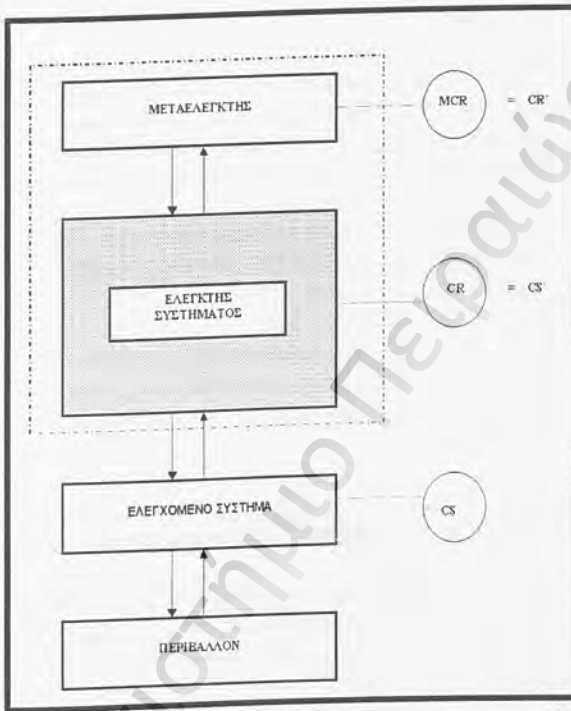 ΜΕΤΑΕΛΕΓΚΤΗΣ
MCR = CR'
ΕΛΕΓΚΤΗΣ
ΣΥΣΤΗΜΑΤΟΣ
CR = CS
ΕΛΕΓΧΟΜΕΝΟ ΣΥΣΤΗΜΑ
CS
ΠΕΡΙΒΑΛΛΟΝ